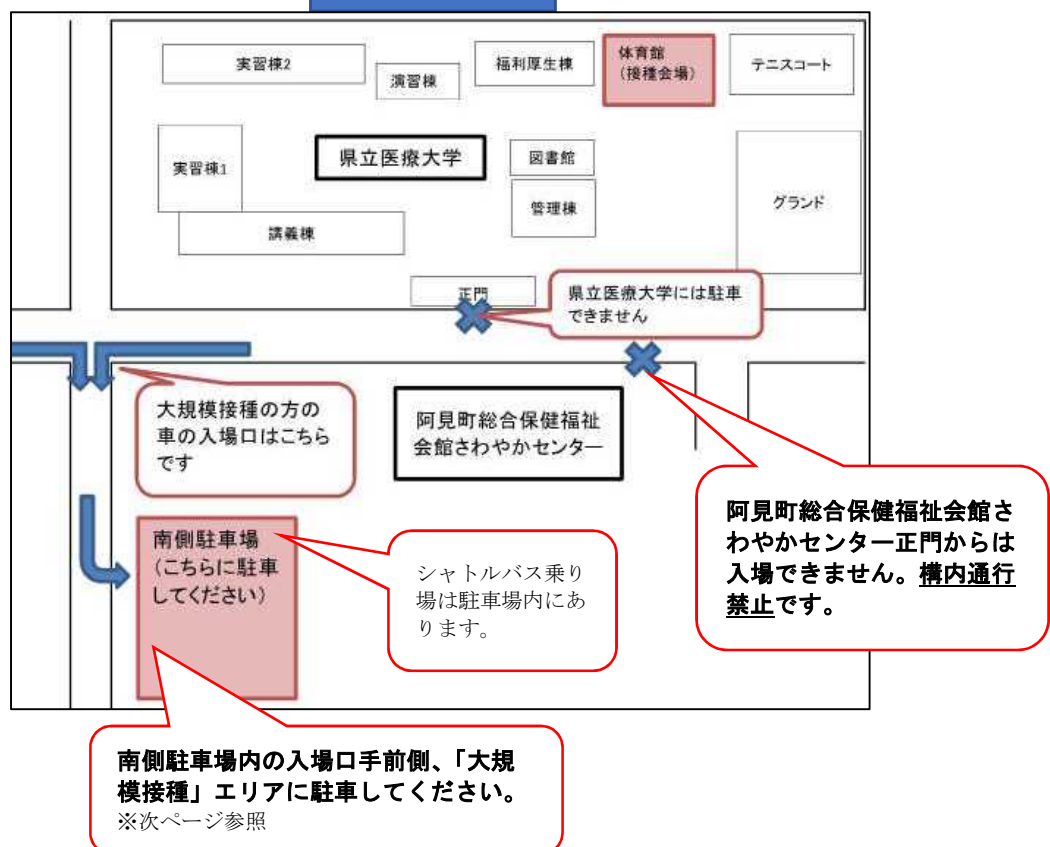 実習棟2
演習棟
福利厚生棟
体育館
（接種会場）
テニスコート
実習棟1
県立医療大学
図書館
管理棟
グランド
講義棟
正門
県立医療大学には駐車
できません
大規模接種の方の
車の入場口はこちら
です
阿見町総合保健福祉
会館さわやかセンター
阿見町総合保健福祉会館さ
わやかセンター正門からは
入場できません。構内通行
禁止です。
南側駐車場
（こちらに駐車
してください）
シャトルバス乗り
場は駐車場内にあ
ります。
南側駐車場内の入場口手前側、「大規
模接種」エリアに駐車してください。
※次ページ参照